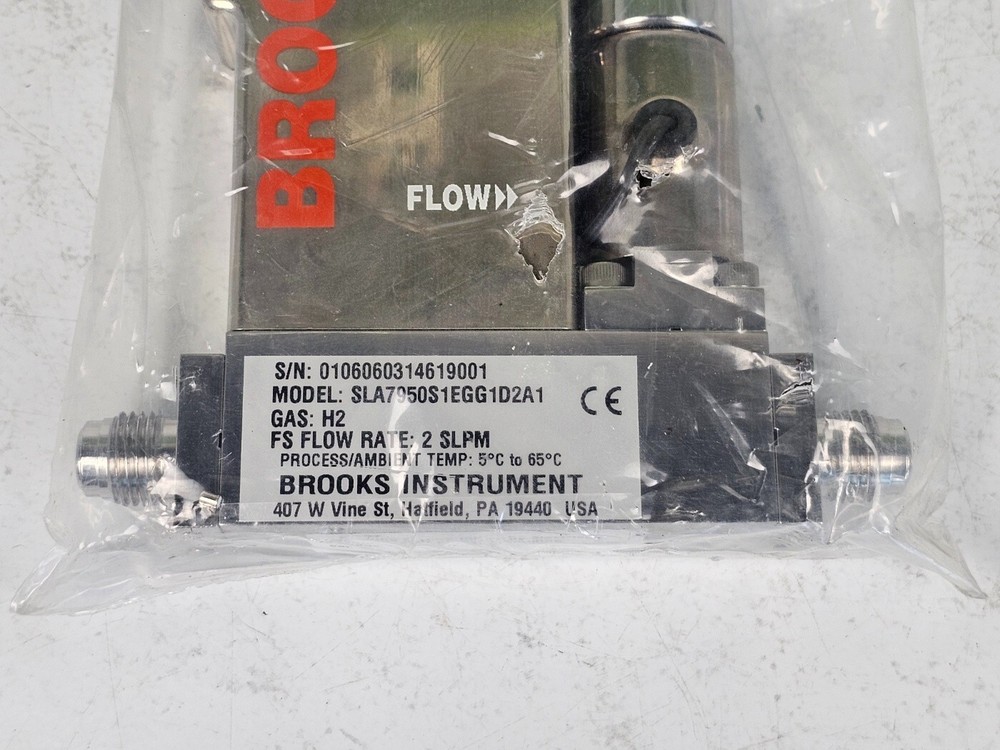 BROO
FLOW
S/N: 0106060314619001
MODEL: SLA7950S1EGG1D2A1
CE
GAS: H2
FS FLOW RATE: 2 SLPM
PROCESS/AMBIENT TEMP: 5°C to 65°C
BROOKS INSTRUMENT
407 W Vine St, Hatfield, PA 19440 USA